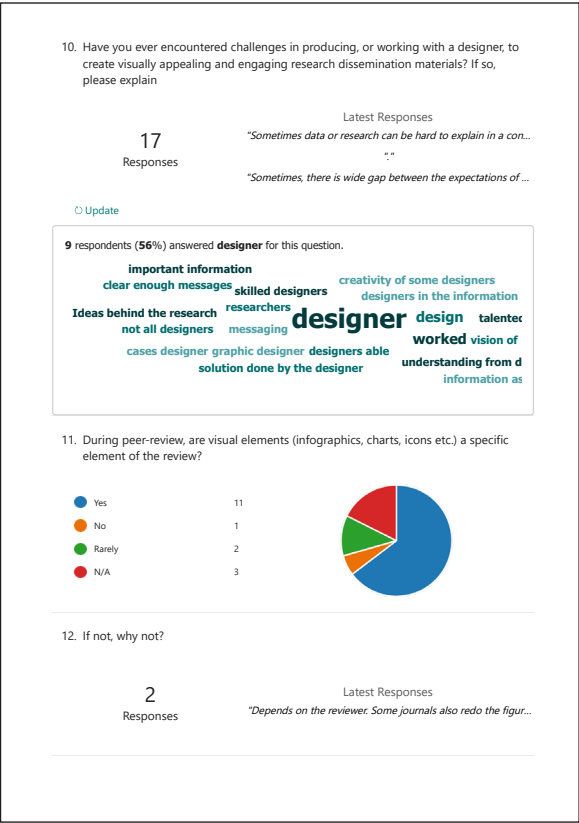 10. Have you ever encountered challenges in producing, or working with a designer, to
create visually appealing and engaging research dissemination materials? If so,
please explain
17
Responses
Latest Responses
"Sometimes data or research can be hard to explain in a con...
"."
"Sometimes, there is wide gap between the expectations of ...
Update
9 respondents (56%) answered designer for this question.
important information
clear enough messages
skilled designers
creativity of some designers
designers in the information
Ideas behind the research
researchers
designer
design
talented
not all designers
messaging
worked
vision of
cases designer
graphic designer
designers able
understanding from d
solution done by the designer
information as
11. During peer-review, are visual elements (infographics, charts, icons etc.) a specific
element of the review?
Yes 11
No 1
Rarely 2
N/A 3
12. If not, why not?
2
Responses
Latest Responses
"Depends on the reviewer. Some journals also redo the figur...